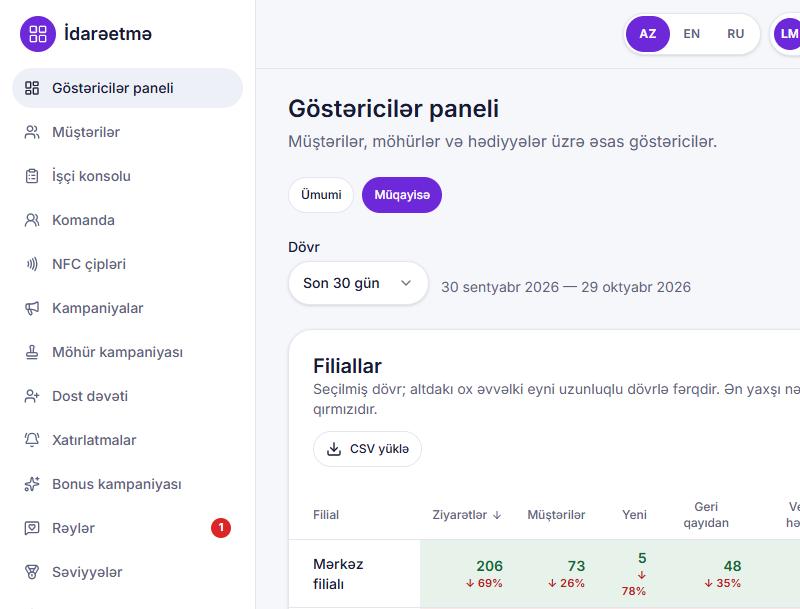 İdarəetmə
AZ EN RU LM
Göstəricilər paneli
Müştərilər
İşçi konsolu
Komanda
NFC çipləri
Kampaniyalar
Möhür kampaniyası
Dost dəvəti
Xatırlatmalar
Bonus kampaniyası
Rəylər 1
Səviyyələr
Göstəricilər paneli
Müştərilər, möhürlər və hədiyyələr üzrə əsas göstəricilər.
Ümumi Müqayisə
Dövr
Son 30 gün 30 sentyabr 2026 — 29 oktyabr 2026
Filiallar
Seçilmiş dövr; altdakı ox əvvəlki eyni uzunluqlu dövrlə fərqdir. Ən yaxşı
qırmızıdır.
CSV yüklə
Filial Ziyarətlər ↓ Müştərilər Yeni Geri
qayıdan
Mərkəz
filialı
206 73 5 48
↓ 69% ↓ 26% ↓
78% ↓ 35%